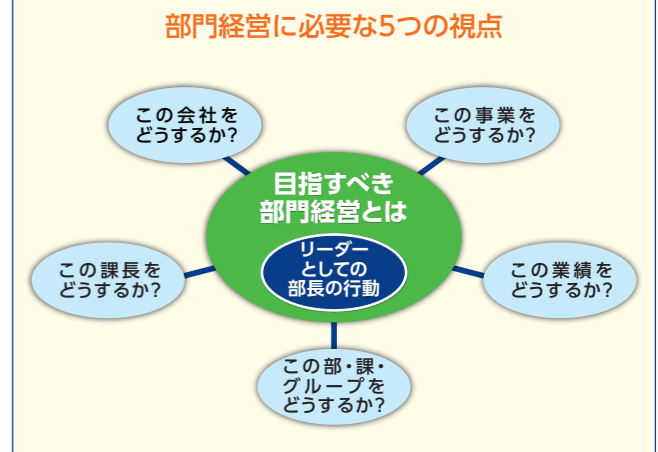 部門経営に必要な5つの視点
この会社を
どうするか?
この事業を
どうするか?
目指すべき
部門経営とは
リーダー
としての
部長の行動
この課長を
どうするか?
この業績を
どうするか?
この部・課・
グループを
どうするか?